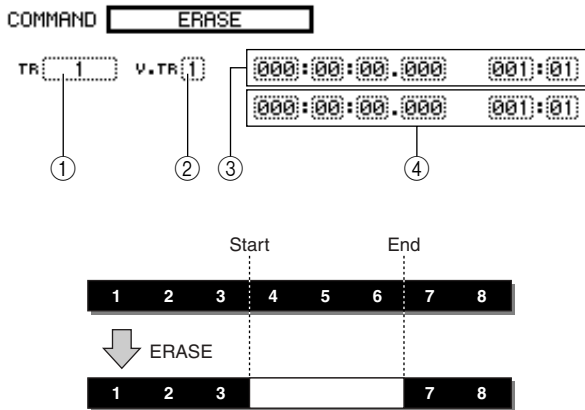 COMMAND ERASE
TR 1 V.TR 1 000:00:00.000 001:01
000:00:00.000 001:01
① ② ③ ④
Start End
1 2 3 4 5 6 7 8
ERASE
1 2 3 7 8